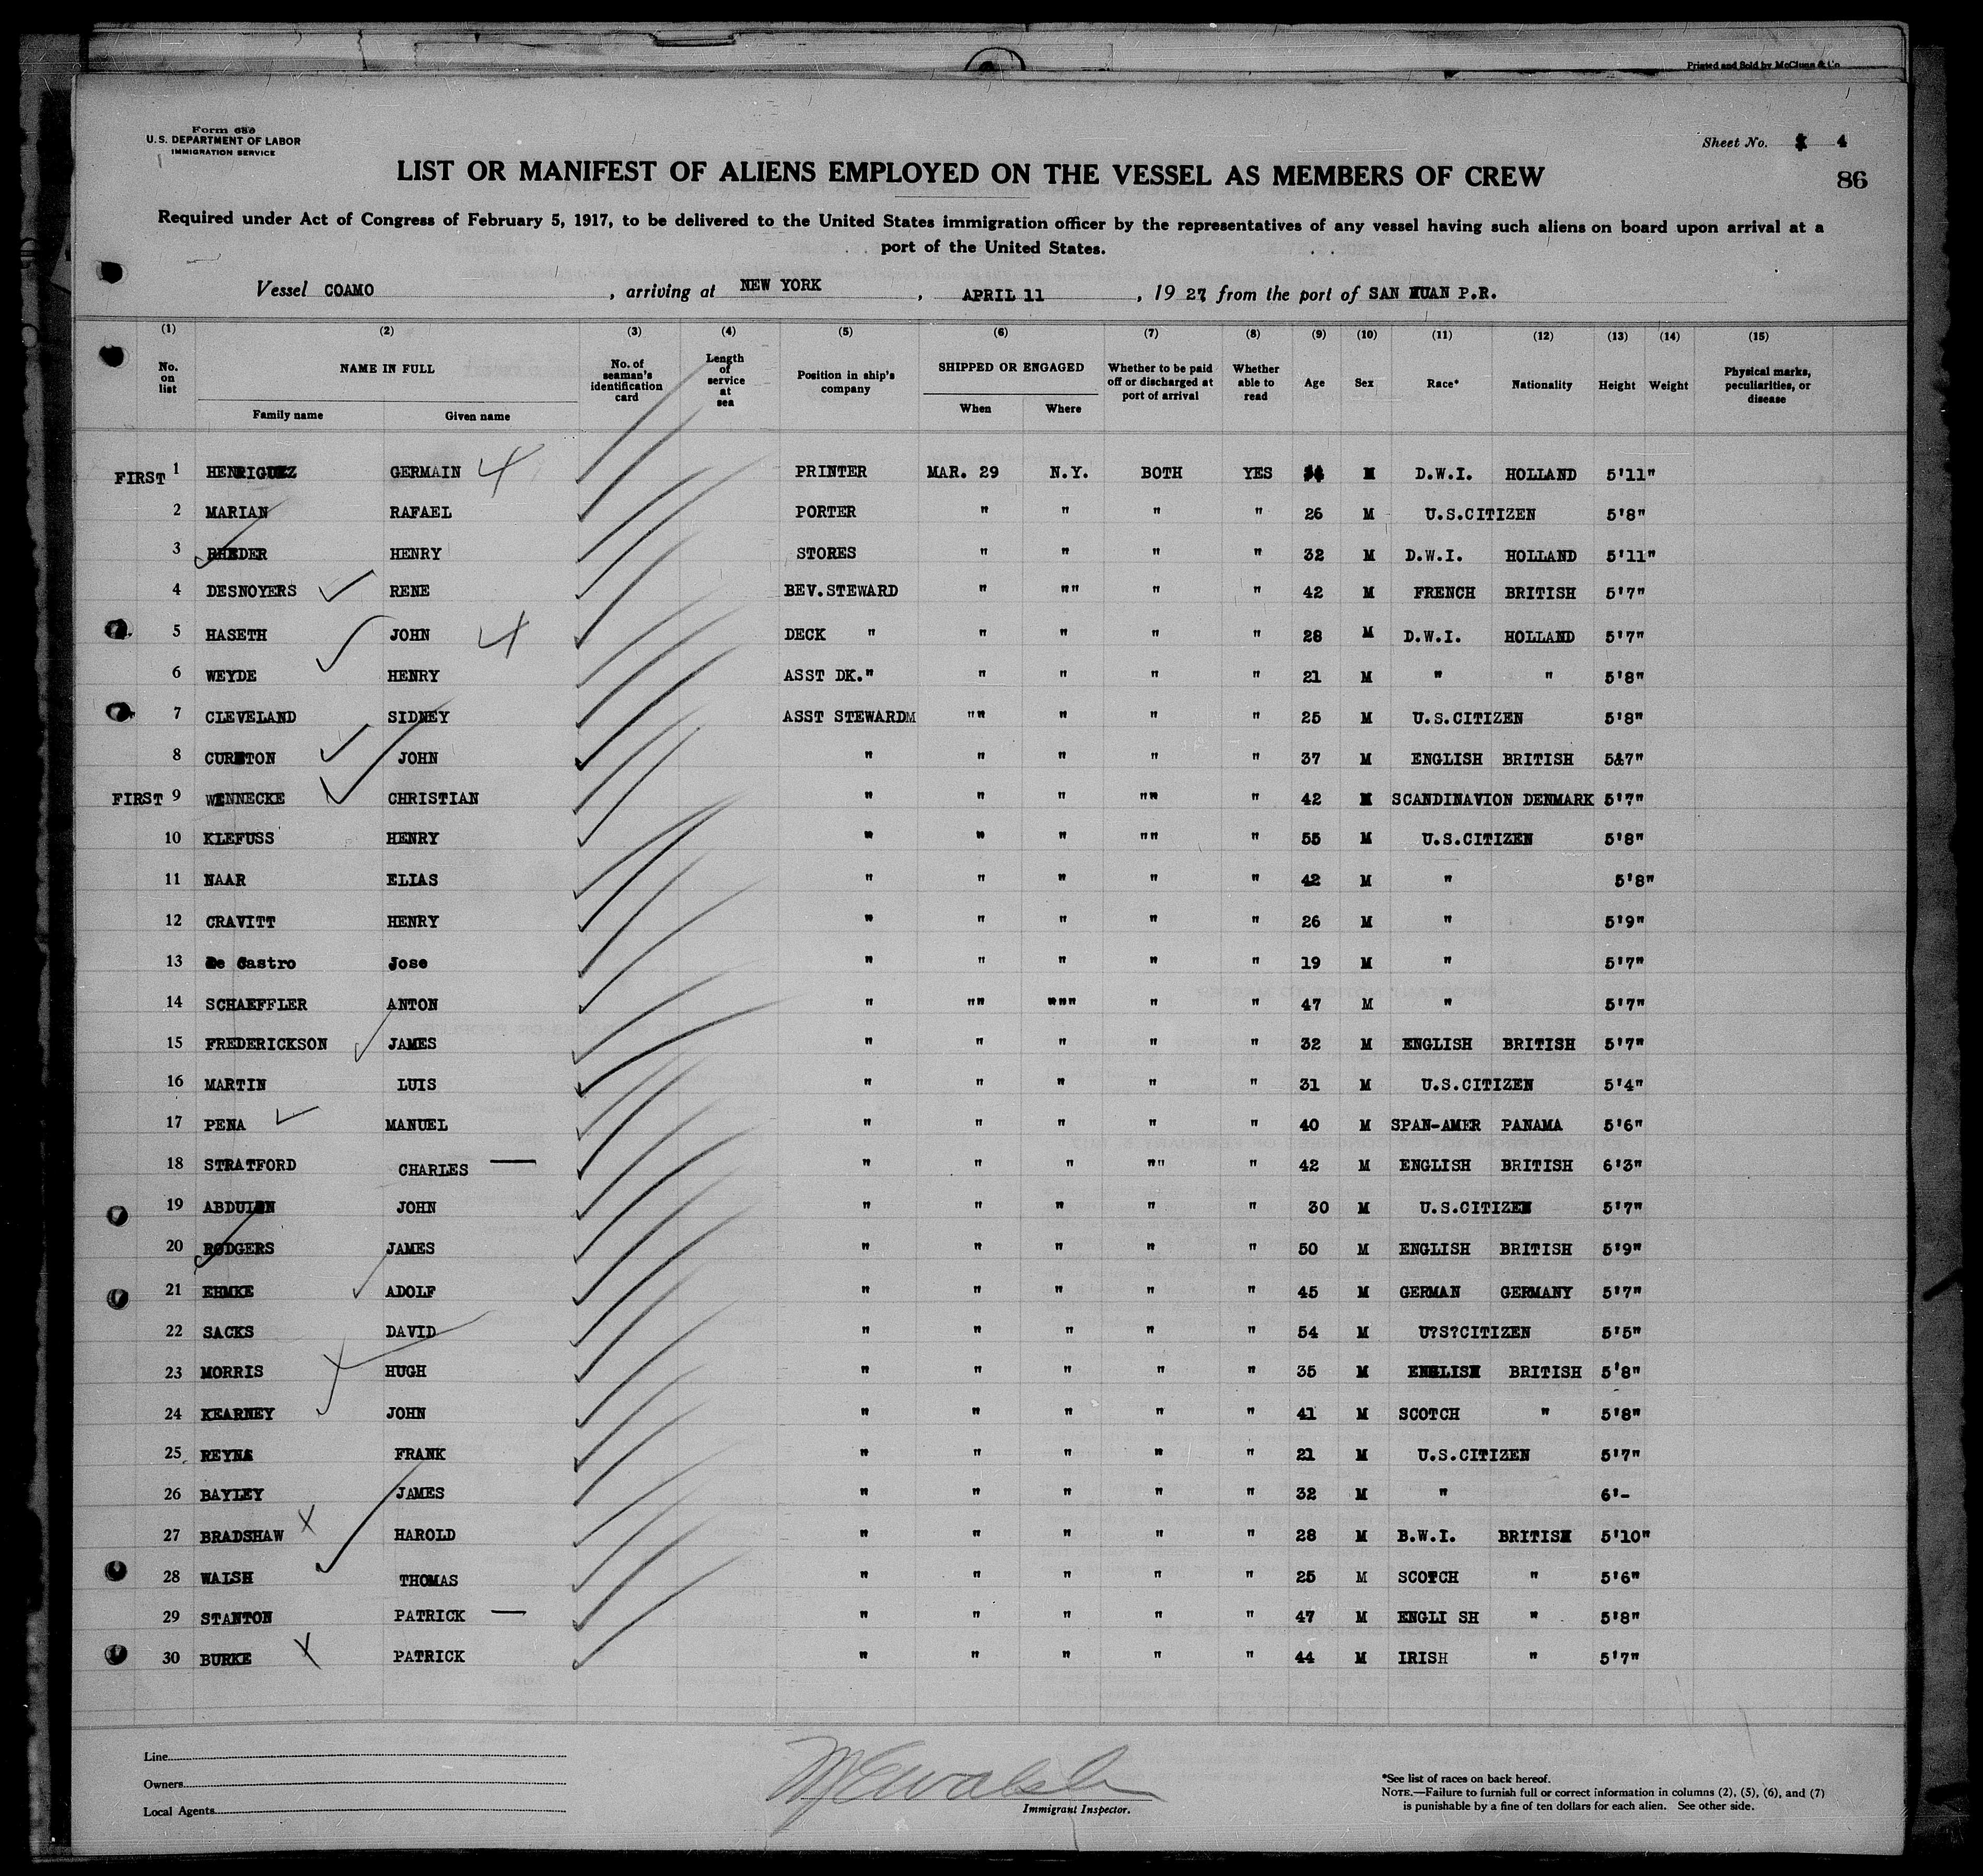 Printed and Sold by McClunn & Co
Form 680
U.S. DEPARTMENT OF LABOR
IMMIGRATION SERVICE
Sheet No. 4
LIST OR MANIFEST OF ALIENS EMPLOYED ON THE VESSEL AS MEMBERS OF CREW
86
Required under Act of Congress of February 5, 1917, to be delivered to the United States immigration officer by the representatives of any vessel having such aliens on board upon arrival at a
port of the United States.
Vessel COAMO, arriving at NEW YORK, APRIL 11, 1927 from the port of SAN JUAN P.R.
(1) (2) (3) (4) (5) (6) (7) (8) (9) (10) (11) (12) (13) (14) (15)
No. on list NAME IN FULL Family name Given name No. of seaman's identification card Length of service at sea Position in ship's company SHIPPED OR ENGAGED When Where Whether to be paid off or discharged at port of arrival Whether able to read Age Sex Race* Nationality Height Weight Physical marks, peculiarities, or disease
FIRST 1 HENRIGUEZ GERMAIN 4 PRINTER MAR. 29 N.Y. BOTH YES M D.W.I. HOLLAND 5'11"
2 MARIAN RAFAEL PORTER " " " " 26 M U.S.CITIZEN 5'8"
3 RHEDER HENRY STORES " " " " 32 M D.W.I. HOLLAND 5'11"
4 DESNOYERS RENE BEV.STEWARD " "" " " 42 M FRENCH BRITISH 5'7"
5 HASETH JOHN 4 DECK " " " " " 28 M D.W.I. HOLLAND 5'7"
6 WEYDE HENRY ASST DK." " " " " 21 M " " 5'8"
7 CLEVELAND SIDNEY ASST STEWARDM "" " " " 25 M U.S.CITIZEN 5'8"
8 CURETON JOHN " " " " " 37 M ENGLISH BRITISH 5&7"
FIRST 9 WENNECKE CHRISTIAN " " " "" " 42 M SCANDINAVION DENMARK 5'7"
10 KLEFUSS HENRY " " " "" " 55 M U.S.CITIZEN 5'8"
11 NAAR ELIAS " " " " " 42 M " 5'8"
12 CRAVITT HENRY " " " " " 26 M " 5'9"
13 de Castro Jose " " " " " 19 M " 5'7"
14 SCHAEFFLER ANTON " "" """ " " 47 M " 5'7"
15 FREDERICKSON JAMES " " " " " 32 M ENGLISH BRITISH 5'7"
16 MARTIN LUIS " " " " " 31 M U.S.CITIZEN 5'4"
17 PENA MANUEL " " " " " 40 M SPAN-AMER PANAMA 5'6"
18 STRATFORD CHARLES " " " "" " 42 M ENGLISH BRITISH 6'3"
19 JOHN " " " " " 30 M U.S.CITIZEN 5'7"
20 RODGERS JAMES " " " " " 50 M ENGLISH BRITISH 5'9"
21 EHMKE ADOLF " " " " " 45 M GERMAN GERMANY 5'7"
22 SACKS DAVID " " " " " 54 M U?S?CITIZEN 5'5"
23 MORRIS HUGH " " " " " 35 M ENGLISH BRITISH 5'8"
24 KEARNEY JOHN " " " " " 41 M SCOTCH " 5'8"
25 REYNA FRANK " " " " " 21 M U.S.CITIZEN 5'7"
26 BAYLEY JAMES " " " " " 32 M " 6'-
27 BRADSHAW X HAROLD " " " " " 28 M B.W.I. BRITISH 5'10"
28 WALSH THOMAS " " " " " 25 M SCOTCH " 5'6"
29 STANTON PATRICK " " " " " 47 M ENGLI SH " 5'8"
30 BURKE X PATRICK " " " " " 44 M IRISH " 5'7"
Line
Owners
Local Agents
Immigrant Inspector.
*See list of races on back hereof.
NOTE.—Failure to furnish full or correct information in columns (2), (5), (6), and (7)
is punishable by a fine of ten dollars for each alien. See other side.